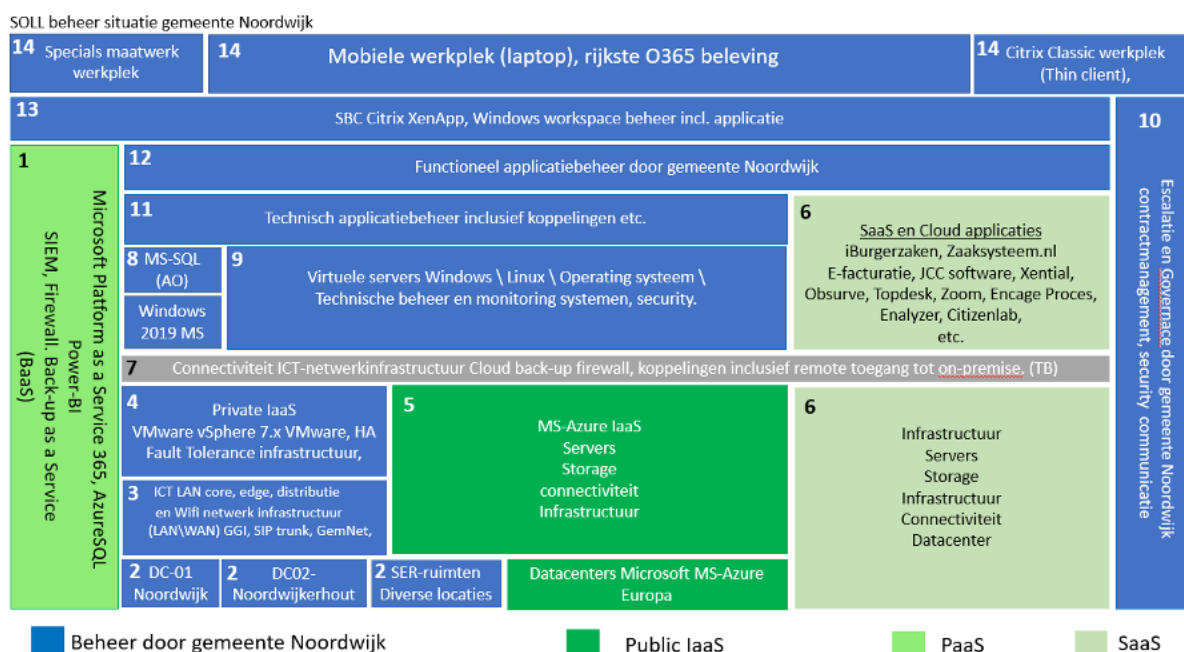 SOLL beheer situatie gemeente Noordwijk
14 Specials maatwerk
werkplek
14 Mobiele werkplek (laptop), rijkste O365 beleving
14 Citrix Classic werkplek
(Thin client),
13 SBC Citrix XenApp, Windows workspace beheer incl. applicatie
10
Escalatie en Governace door gemeente Noordwijk
contractmanagement, security communicatie
1
Microsoft Platform as a Service 365, AzureSQL
Power-BI
SIEM, Firewall. Back-up as a Service
(BaaS)
12 Functioneel applicatiebeheer door gemeente Noordwijk
11 Technisch applicatiebeheer inclusief koppelingen etc.
6
SaaS en Cloud applicaties
iBurgerzaken, Zaaksysteem.nl
E-facturatie, JCC software, Xential,
Obsurve, Topdesk, Zoom, Encage Proces,
Enalyzer, Citizenlab,
etc.
8 MS-SQL
(AO)
Windows
2019 MS
9 Virtuele servers Windows \ Linux \ Operating systeem \
Technische beheer en monitoring systemen, security.
7 Connectiviteit ICT-netwerkinfrastructuur Cloud back-up firewall, koppelingen inclusief remote toegang tot on-premise. (TB)
4
Private IaaS
VMware vSphere 7.x VMware, HA
Fault Tolerance infrastructuur,
5
MS-Azure IaaS
Servers
Storage
connectiviteit
Infrastructuur
6
Infrastructuur
Servers
Storage
Infrastructuur
Connectiviteit
Datacenter
3 ICT LAN core, edge, distributie
en Wifi netwerk infrastructuur
(LAN\WAN) GGI, SIP trunk, GemNet,
2 DC-01
Noordwijk
2 DC02-
Noordwijkerhout
2 SER-ruimten
Diverse locaties
Datacenters Microsoft MS-Azure
Europa
Beheer door gemeente Noordwijk
Public IaaS
PaaS
SaaS